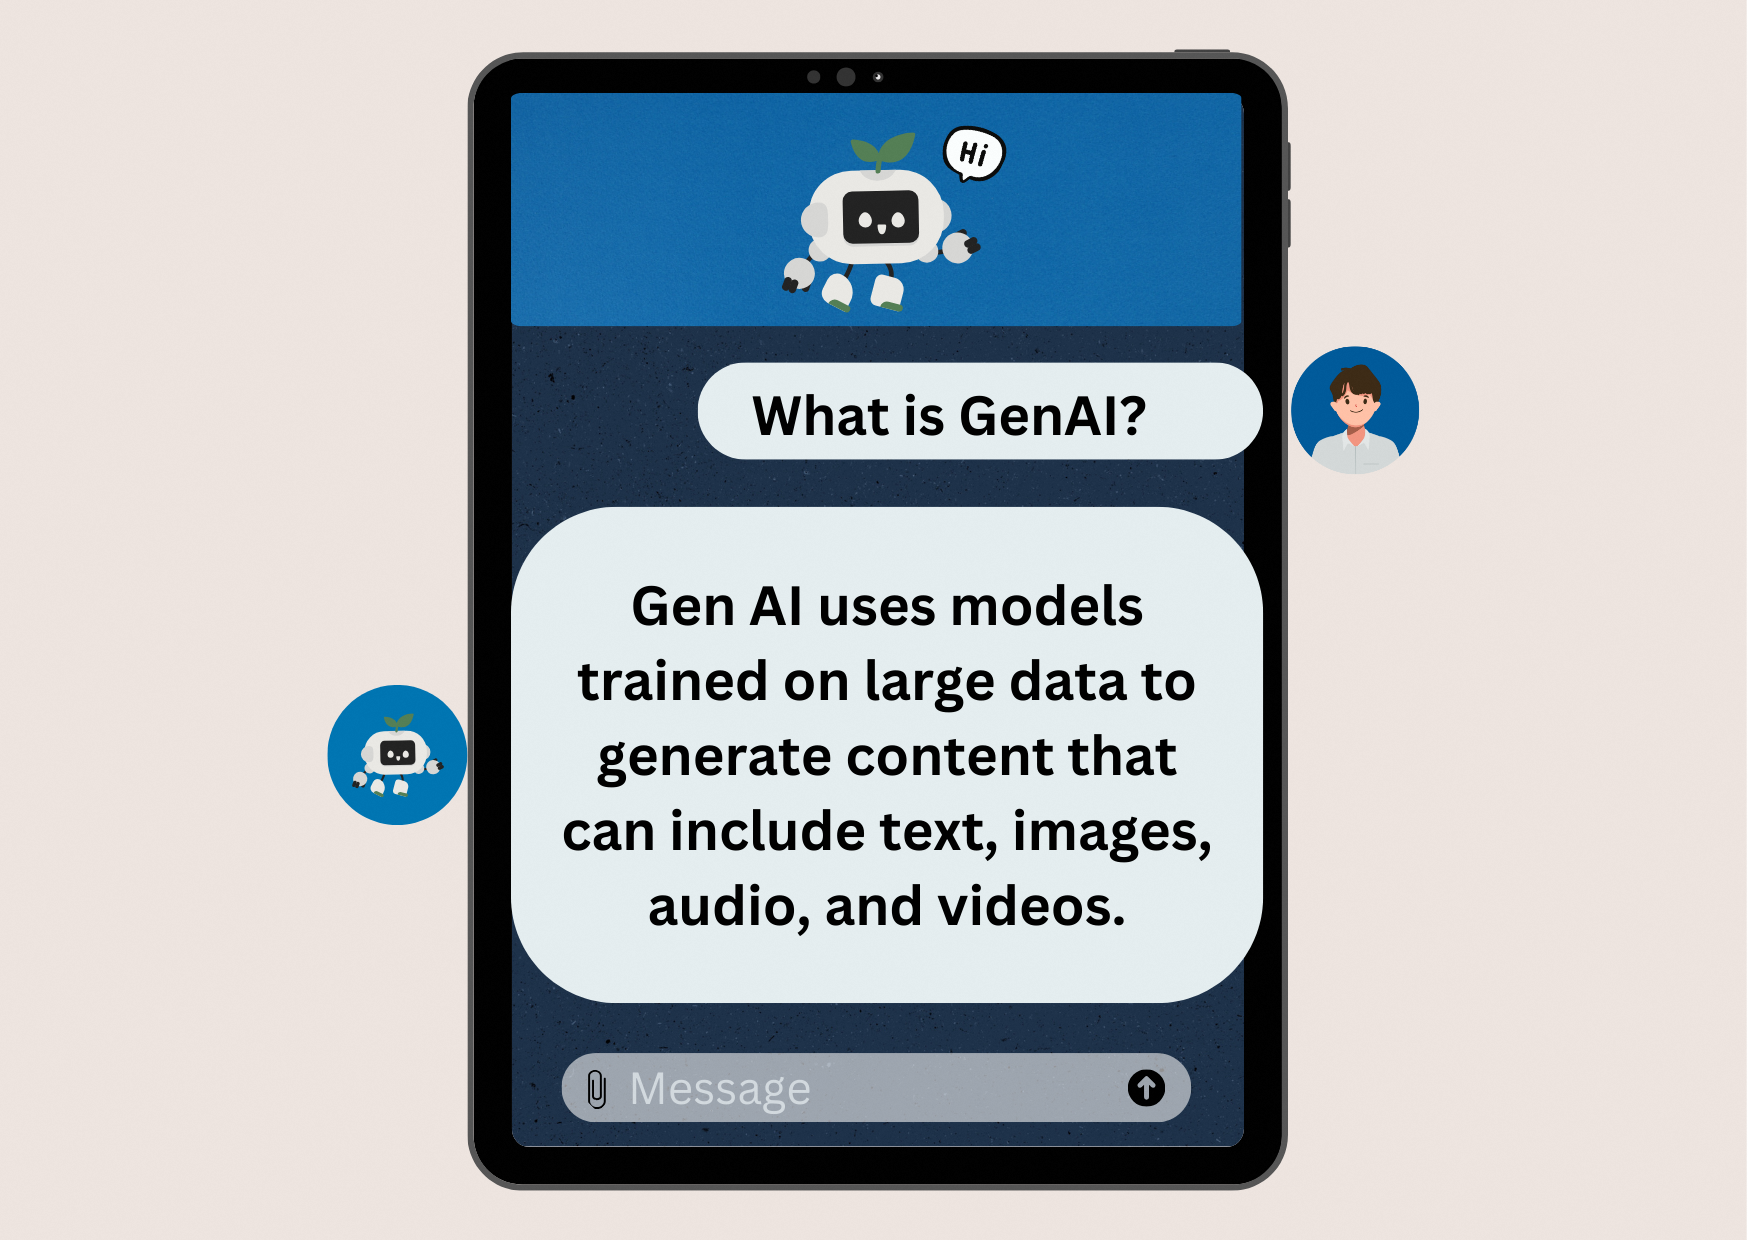 Hi
What is GenAI?
Gen AI uses models
trained on large data to
generate content that
can include text, images,
audio, and videos.
Message